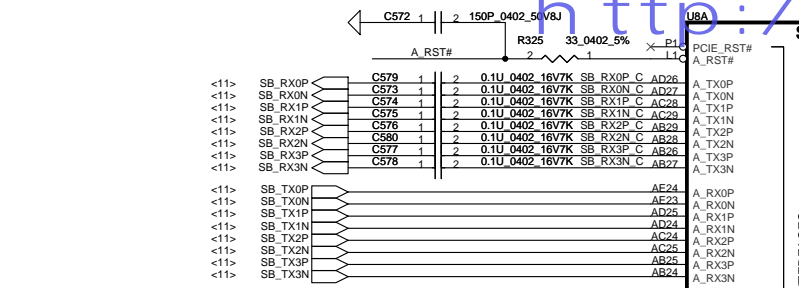 http:/
C572 1 2 150P_0402_50V8J U8A
R325 33_0402_5%
A_RST# 2 1 P1 PCIE_RST#
L1 A_RST#
<11> SB_RX0P C579 1 2 0.1U_0402_16V7K SB_RX0P_C AD26 A_TX0P
<11> SB_RX0N C573 1 2 0.1U_0402_16V7K SB_RX0N_C AD27 A_TX0N
<11> SB_RX1P C574 1 2 0.1U_0402_16V7K SB_RX1P_C AC28 A_TX1P
<11> SB_RX1N C575 1 2 0.1U_0402_16V7K SB_RX1N_C AC29 A_TX1N
<11> SB_RX2P C576 1 2 0.1U_0402_16V7K SB_RX2P_C AB29 A_TX2P
<11> SB_RX2N C580 1 2 0.1U_0402_16V7K SB_RX2N_C AB28 A_TX2N
<11> SB_RX3P C577 1 2 0.1U_0402_16V7K SB_RX3P_C AB26 A_TX3P
<11> SB_RX3N C578 1 2 0.1U_0402_16V7K SB_RX3N_C AB27 A_TX3N
<11> SB_TX0P AE24 A_RX0P
<11> SB_TX0N AE23 A_RX0N
<11> SB_TX1P AD25 A_RX1P
<11> SB_TX1N AD24 A_RX1N
<11> SB_TX2P AC24 A_RX2P
<11> SB_TX2N AC25 A_RX2N
<11> SB_TX3P AB25 A_RX3P
<11> SB_TX3N AB24 A_RX3N